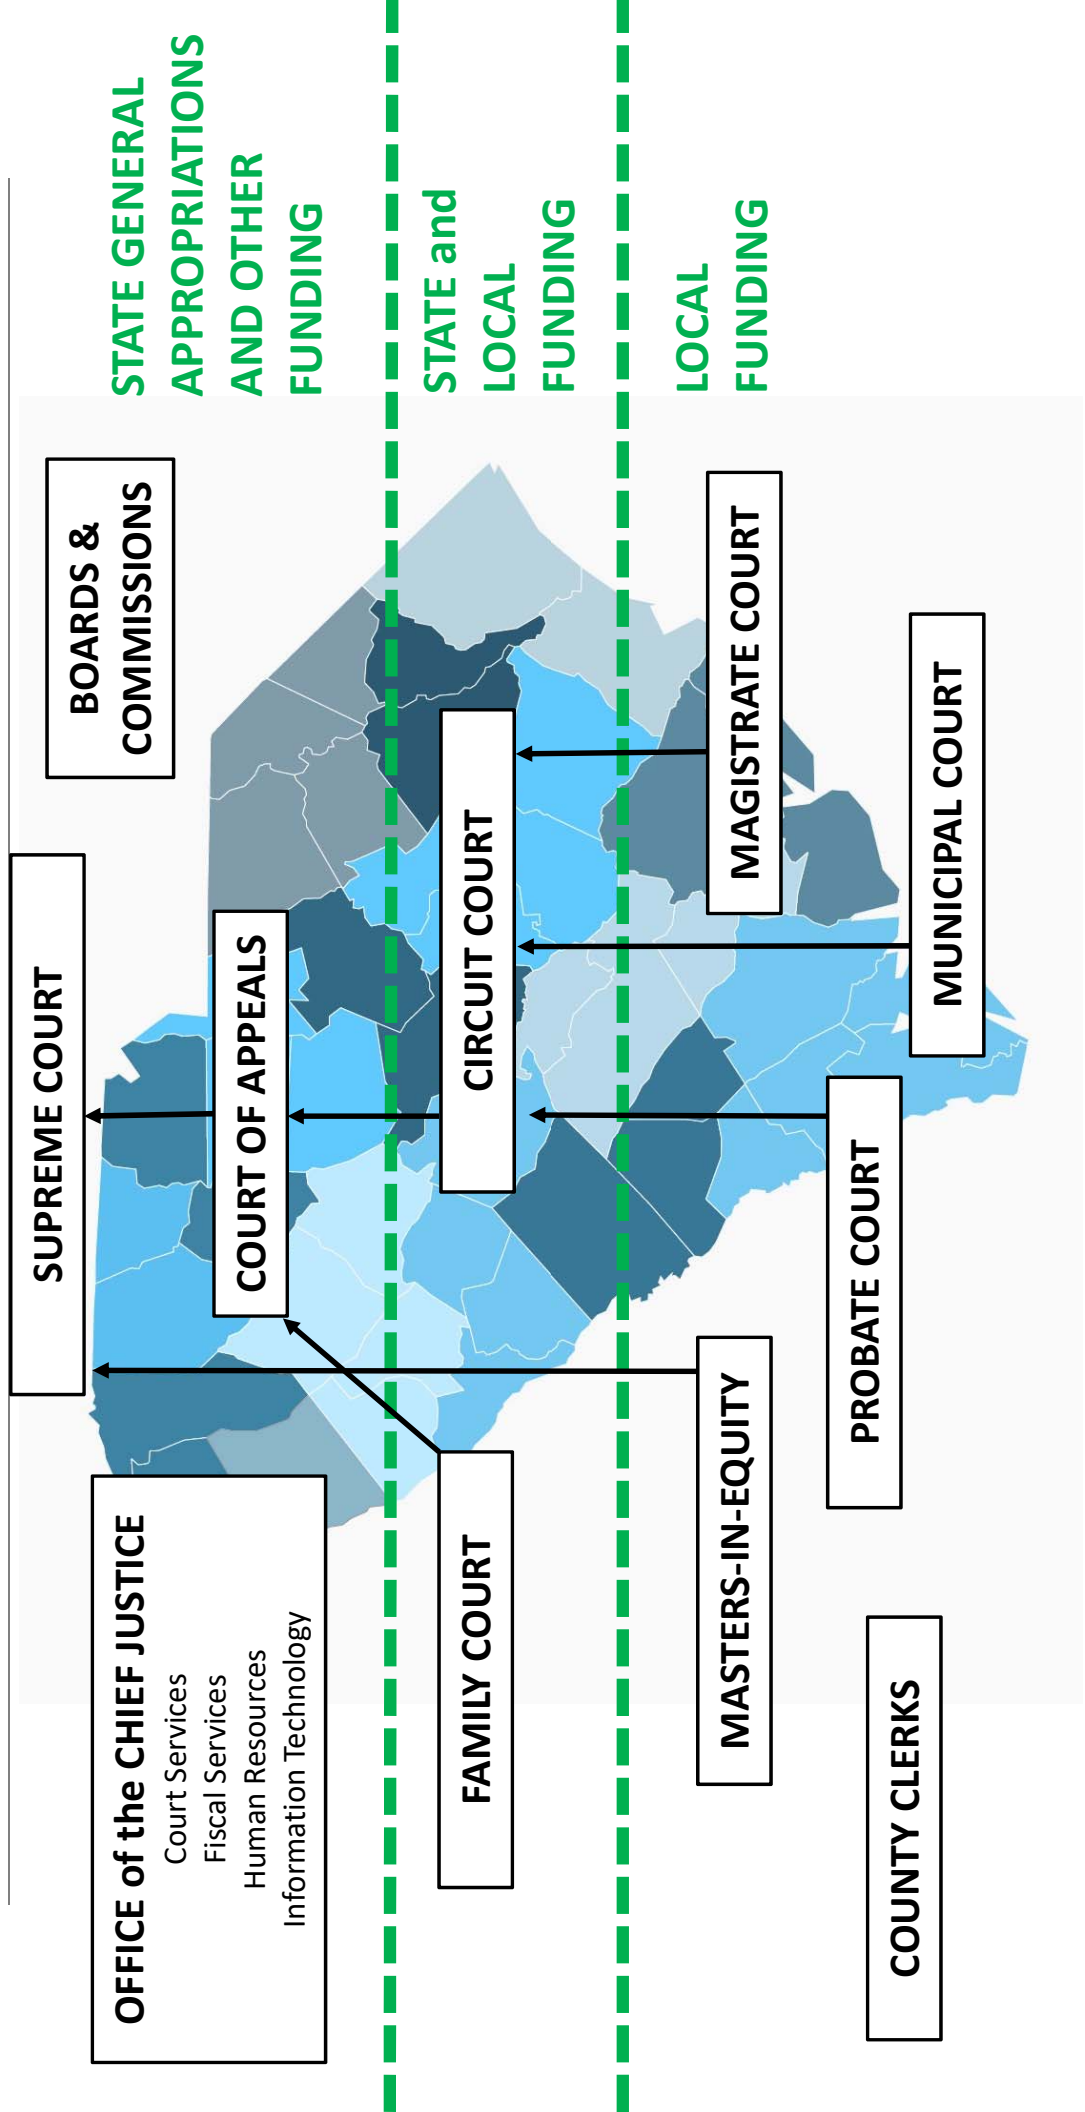 SUPREME COURT
OFFICE of the CHIEF JUSTICE
Court Services
Fiscal Services
Human Resources
Information Technology
BOARDS &
COMMISSIONS
STATE GENERAL
APPROPRIATIONS
AND OTHER
FUNDING
COURT OF APPEALS
FAMILY COURT
CIRCUIT COURT
STATE and
LOCAL
FUNDING
MASTERS-IN-EQUITY
MAGISTRATE COURT
LOCAL
FUNDING
PROBATE COURT
COUNTY CLERKS
MUNICIPAL COURT